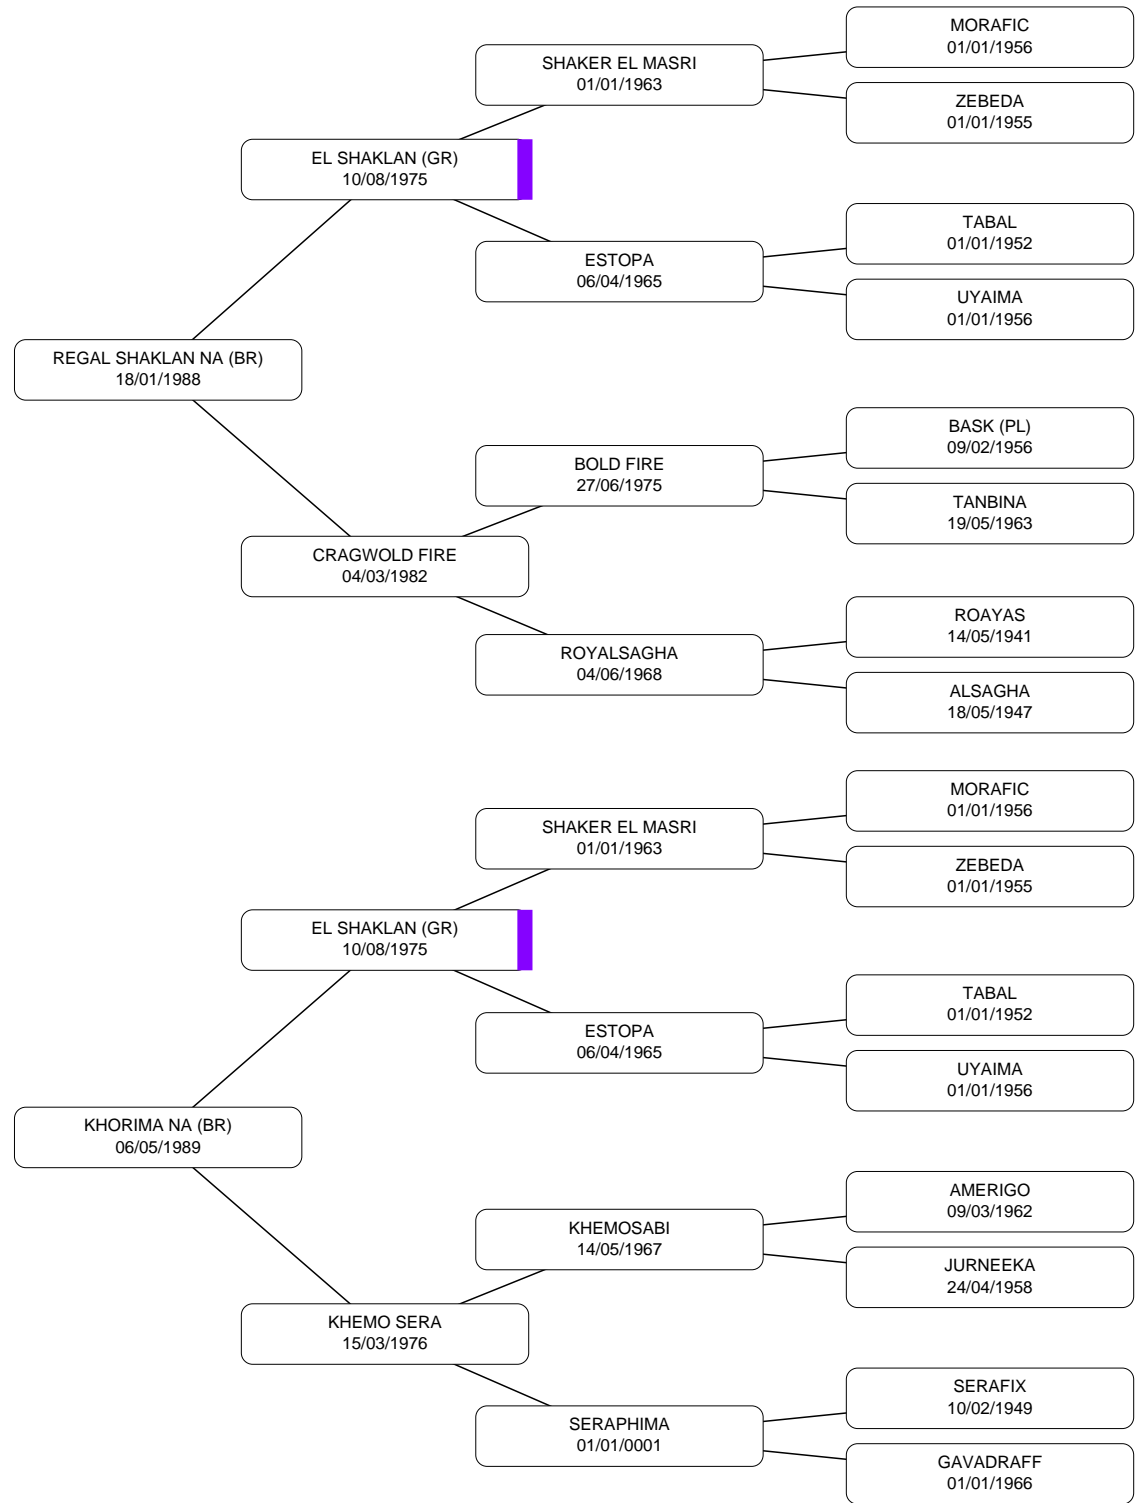 MORAFIC
01/01/1956
SHAKER EL MASRI
01/01/1963
ZEBEDA
01/01/1955
EL SHAKLAN (GR)
10/08/1975
TABAL
01/01/1952
ESTOPA
06/04/1965
UYAIMA
01/01/1956
REGAL SHAKLAN NA (BR)
18/01/1988
BASK (PL)
09/02/1956
BOLD FIRE
27/06/1975
TANBINA
19/05/1963
CRAGWOLD FIRE
04/03/1982
ROAYAS
14/05/1941
ROYALSAGHA
04/06/1968
ALSAGHA
18/05/1947
MORAFIC
01/01/1956
SHAKER EL MASRI
01/01/1963
ZEBEDA
01/01/1955
EL SHAKLAN (GR)
10/08/1975
TABAL
01/01/1952
ESTOPA
06/04/1965
UYAIMA
01/01/1956
KHORIMA NA (BR)
06/05/1989
AMERIGO
09/03/1962
KHEMOSABI
14/05/1967
JURNEEKA
24/04/1958
KHEMO SERA
15/03/1976
SERAFIX
10/02/1949
SERAPHIMA
01/01/0001
GAVADRAFF
01/01/1966